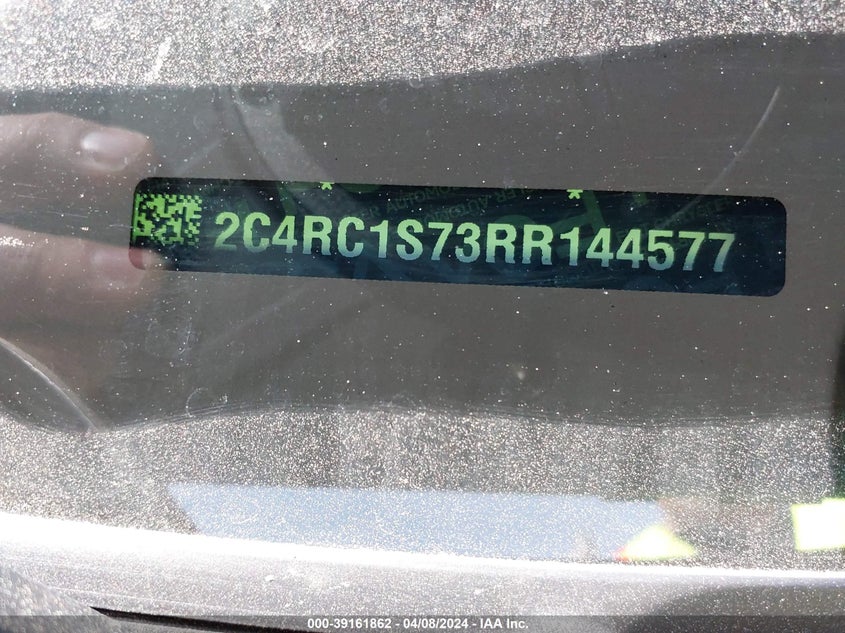 * *
2C4RC1S73RR144577
000-39161862 - 04/08/2024 - IAA Inc.